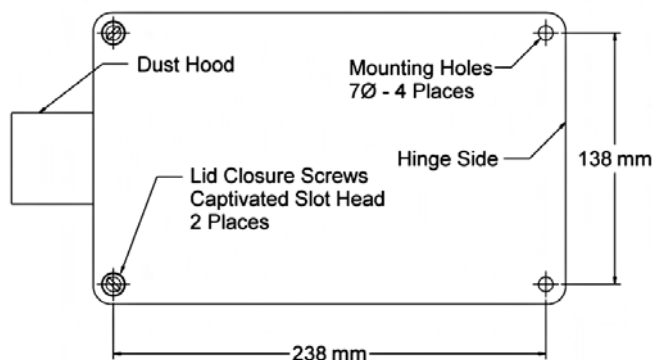 Dust Hood
Mounting Holes
7Ø - 4 Places
Hinge Side
138 mm
Lid Closure Screws
Captivated Slot Head
2 Places
238 mm